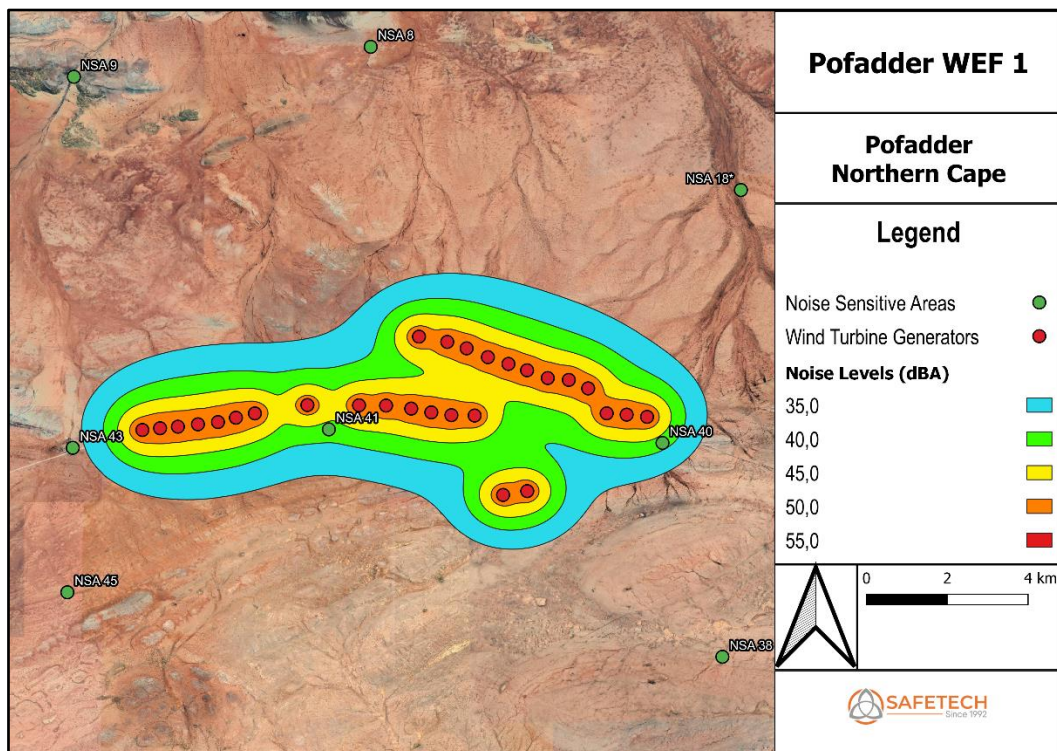 NSA 9
NSA 8
NSA 18*
NSA 43
NSA 41
NSA 40
NSA 45
NSA 38
Pofadder WEF 1
Pofadder
Northern Cape
Legend
Noise Sensitive Areas
Wind Turbine Generators
Noise Levels (dBA)
35,0
40,0
45,0
50,0
55,0
0 2 4 km
SAFETECH
Since 1992